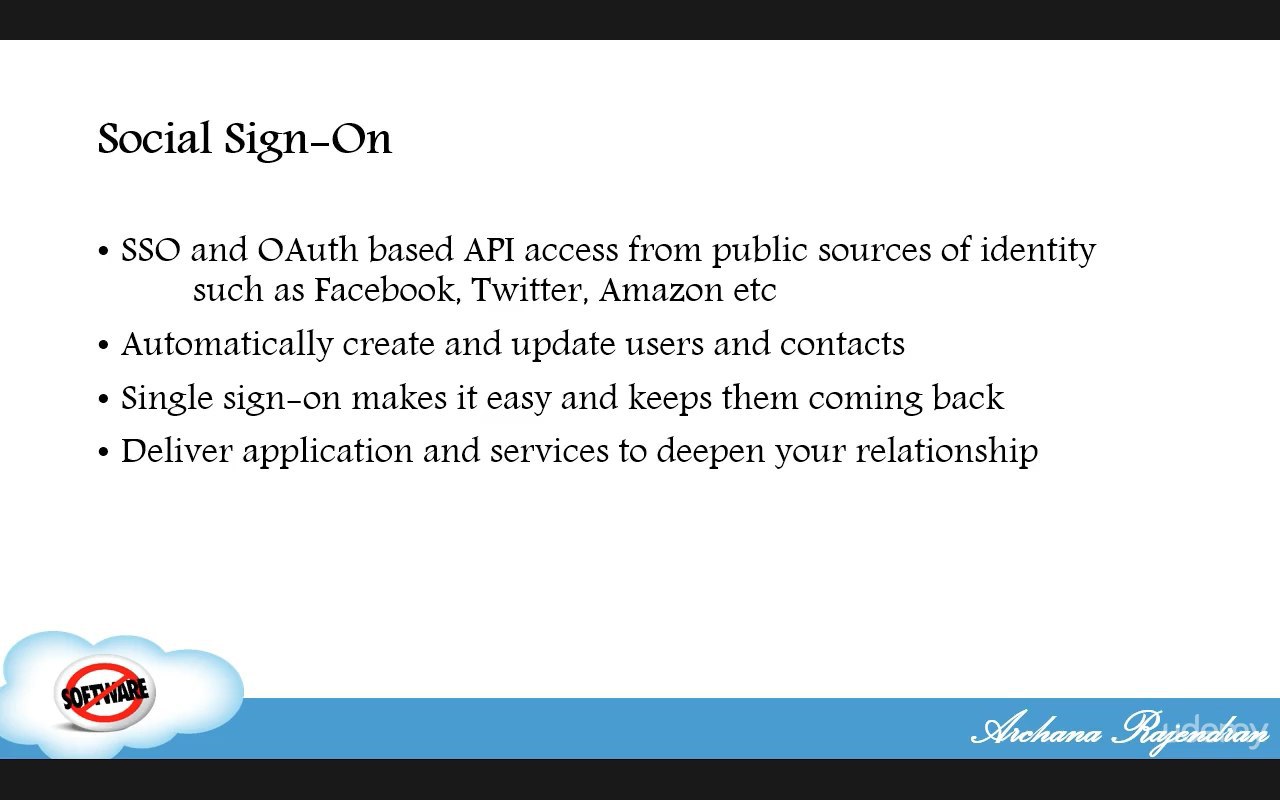 Social Sign-On
• SSO and OAuth based API access from public sources of identity
such as Facebook, Twitter, Amazon etc
• Automatically create and update users and contacts
• Single sign-on makes it easy and keeps them coming back
• Deliver application and services to deepen your relationship
SOFTWARE
Archana Rajendran
udemy